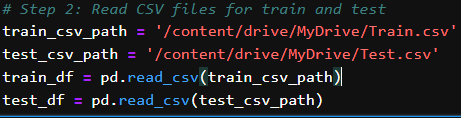 # Step 2: Read CSV files for train and test
train_csv_path = '/content/drive/MyDrive/Train.csv'
test_csv_path = '/content/drive/MyDrive/Test.csv'
train_df = pd.read_csv(train_csv_path)
test_df = pd.read_csv(test_csv_path)